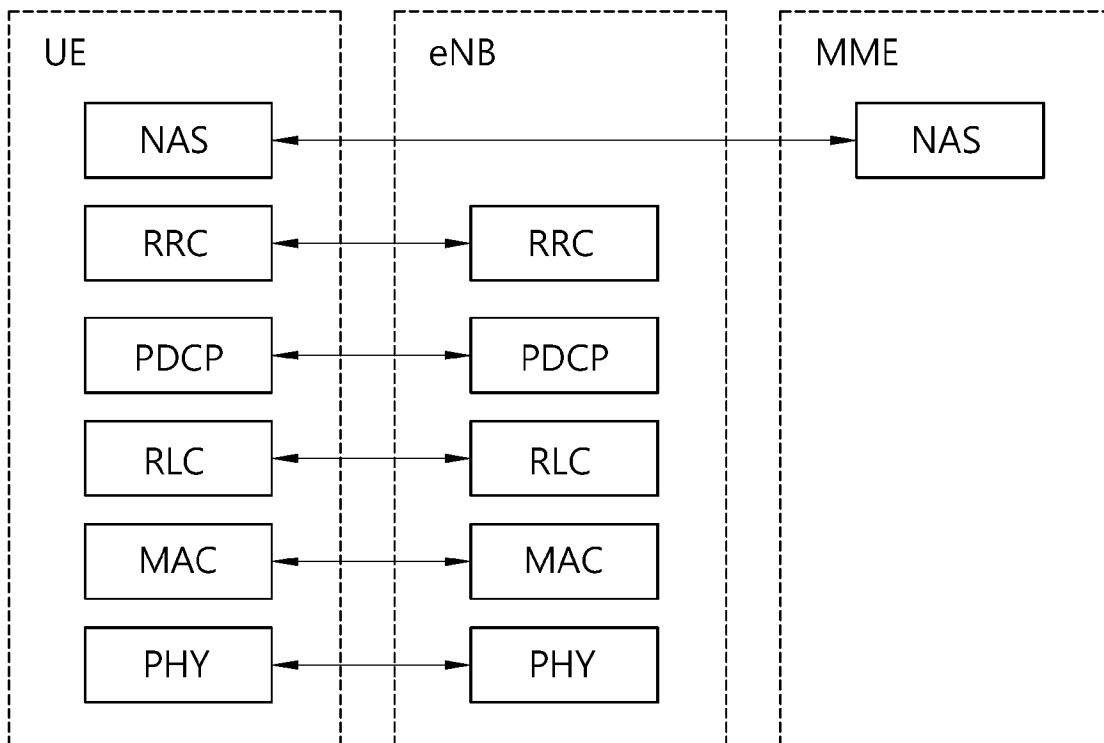 UE eNB MME
NAS NAS
RRC RRC
PDCP PDCP
RLC RLC
MAC MAC
PHY PHY